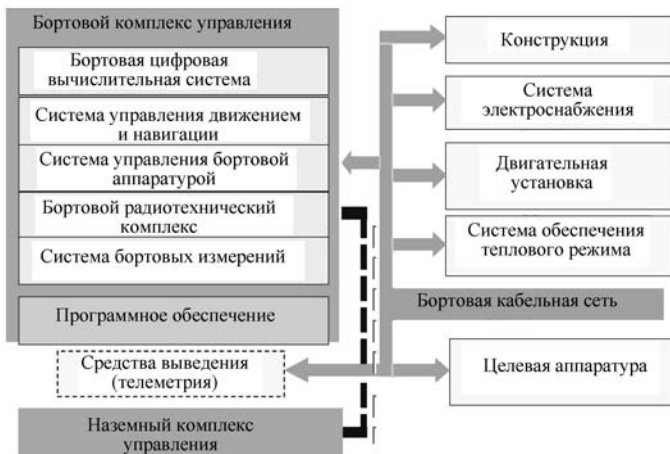 Бортовой комплекс управления
Бортовая цифровая
вычислительная система
Система управления движением
и навигации
Система управления бортовой
аппаратурой
Бортовой радиотехнический
комплекс
Система бортовых измерений
Программное обеспечение
Средства выведения
(телеметрия)
Наземный комплекс
управления
Конструкция
Система
электроснабжения
Двигательная
установка
Система обеспечения
теплового режима
Бортовая кабельная сеть
Целевая аппаратура